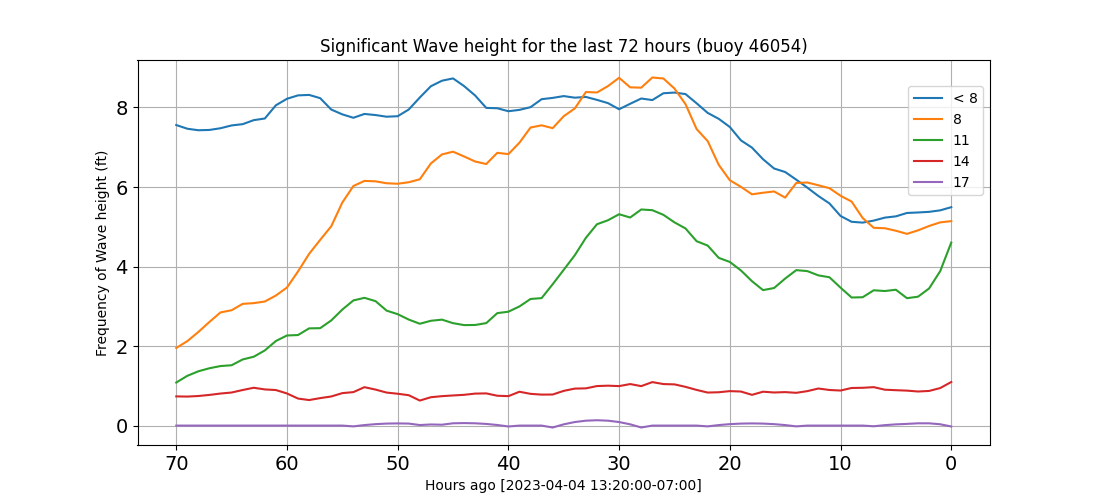 Significant Wave height for the last 72 hours (buoy 46054)
Frequency of Wave height (ft)
8
6
4
2
0
< 8
8
11
14
17
70 60 50 40 30 20 10 0
Hours ago [2023-04-04 13:20:00-07:00]